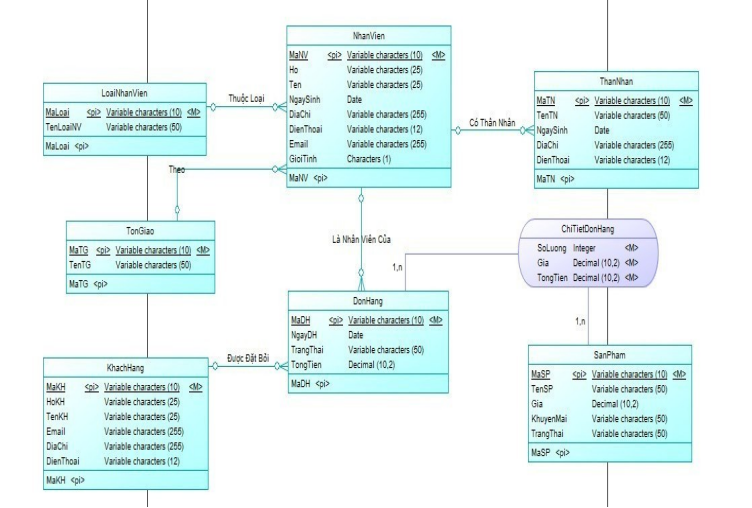 NhanVien
MaNV <pi> Variable characters (10) <M>
Ho Variable characters (25)
Ten Variable characters (25)
NgaySinh Date
DiaChi Variable characters (255)
DienThoai Variable characters (12)
Email Variable characters (255)
GioiTinh Characters (1)
MaNV <pi>
LoaiNhanVien
MaLoai <pi> Variable characters (10) <M>
TenLoaiNV Variable characters (50)
MaLoai <pi>
Thuộc Loại
ThanNhan
MaTN <pi> Variable characters (10) <M>
TenTN Variable characters (50)
NgaySinh Date
DiaChi Variable characters (255)
DienThoai Variable characters (12)
MaTN <pi>
Có Thân Nhân
Theo
TonGiao
MaTG <pi> Variable characters (10) <M>
TenTG Variable characters (50)
MaTG <pi>
Là Nhân Viên Của
ChiTietDonHang
SoLuong Integer <M>
Gia Decimal (10,2) <M>
TongTien Decimal (10,2) <M>
1,n
1,n
DonHang
MaDH <pi> Variable characters (10) <M>
NgayDH Date
TrangThai Variable characters (50)
TongTien Decimal (10,2)
MaDH <pi>
Được Đặt Bởi
KhachHang
MaKH <pi> Variable characters (10) <M>
HoKH Variable characters (25)
TenKH Variable characters (25)
Email Variable characters (255)
DiaChi Variable characters (255)
DienThoai Variable characters (12)
MaKH <pi>
SanPham
MaSP <pi> Variable characters (10) <M>
TenSP Variable characters (50)
Gia Decimal (10,2)
KhuyenMai Variable characters (50)
TrangThai Variable characters (50)
MaSP <pi>